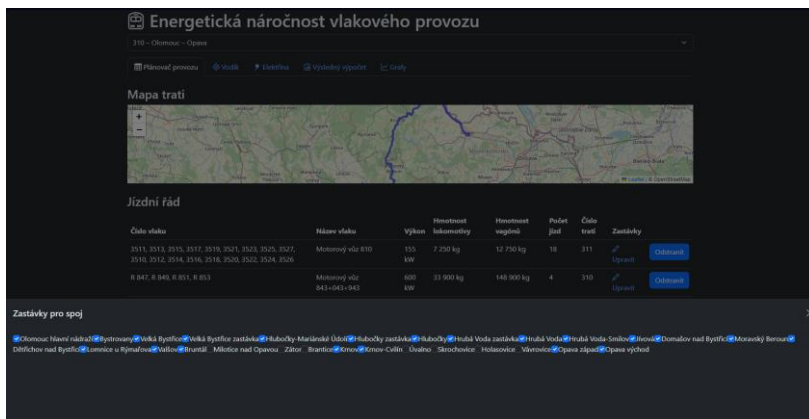 Energetická náročnost vlakového provozu
310 – Olomouc – Opava
Plánovač provozu Vodík Elektřina Výsledný výpočet Grafy
Mapa trati
+
−
Leaflet | © OpenStreetMap
Jízdní řád
Číslo vlaku Název vlaku Výkon Hmotnost lokomotivy Hmotnost vagónů Počet jízd Číslo trati Zastávky
3511, 3513, 3515, 3517, 3519, 3521, 3523, 3525, 3527, 3510, 3512, 3514, 3516, 3518, 3520, 3522, 3524, 3526 Motorový vůz 810 155 kW 7 250 kg 12 750 kg 18 311 Upravit Odstranit
R 847, R 849, R 851, R 853 Motorový vůz 843+043+943 600 kW 33 900 kg 148 900 kg 4 310 Upravit Odstranit
Zastávky pro spoj
Olomouc hlavní nádraží Bystrovany Velká Bystřice Velká Bystřice zastávka Hlubočky-Mariánské Údolí Hlubočky zastávka Hlubočky Hrubá Voda zastávka Hrubá Voda Hrubá Voda-Smilov Jívová Domašov nad Bystřicí Moravský Beroun
Dětřichov nad Bystřicí Lomnice u Rýmařova Valšov Bruntál Milotice nad Opavou Zátor Brantice Krnov Krnov-Cvilín Úvalno Skrochovice Holasovice Vávrovice Opava západ Opava východ